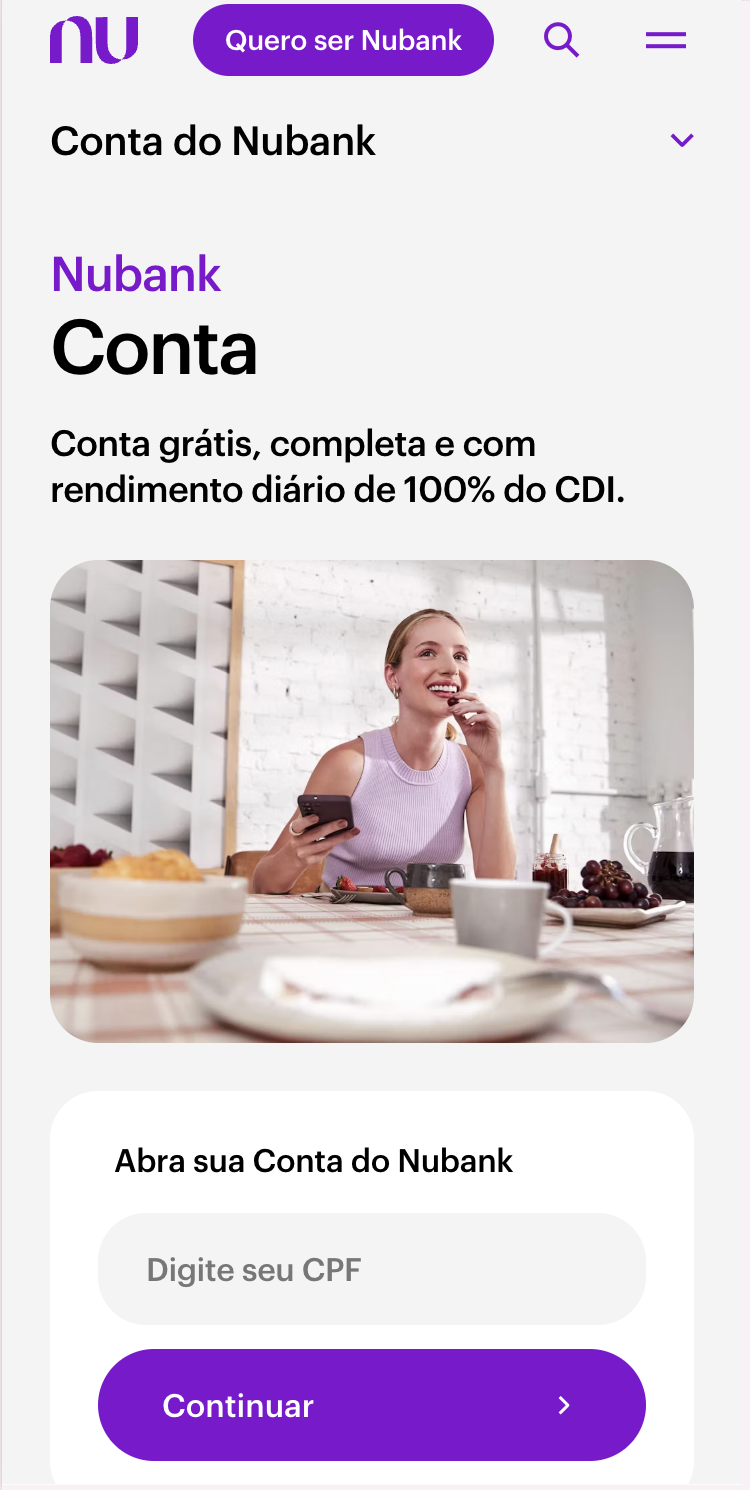 nu
Quero ser Nubank
Conta do Nubank
Nubank
Conta
Conta grátis, completa e com
rendimento diário de 100% do CDI.
Abra sua Conta do Nubank
Digite seu CPF
Continuar